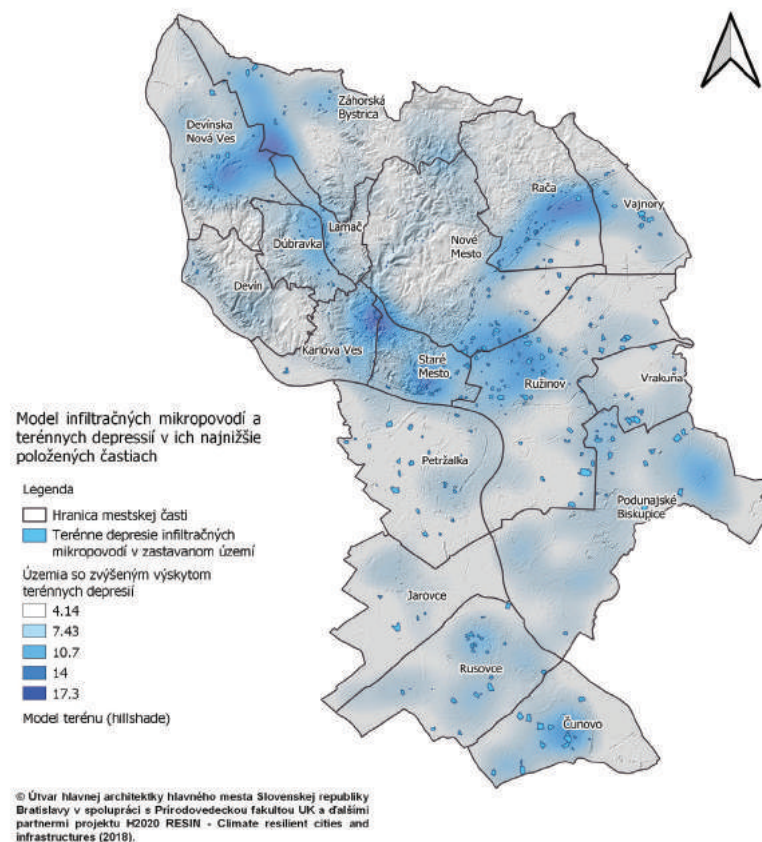 Záhorská
Bystrica
Devínska
Nová Ves
Rača
Vajnory
Lamač
Nové
Mesto
Dúbravka
Devín
Karlova Ves
Staré
Mesto
Ružinov
Vrakuňa
Model infiltračných mikropovodí a
terénnych depressií v ich najnižšie
položených častiach
Petržalka
Legenda
Podunajské
Biskupice
Hranica mestskej časti
Terénne depresie infiltračných
mikropovodí v zastavanom území
Územia so zvýšeným výskytom
terénnych depresií
4.14
7.43
10.7
14
17.3
Jarovce
Rusovce
Model terénu (hillshade)
Čunovo
© Útvar hlavnej architektky hlavného mesta Slovenskej republiky
Bratislavy v spolupráci s Prírodovedeckou fakultou UK a ďalšími
partnermi projektu H2020 RESIN - Climate resilient cities and
infrastructures (2018).